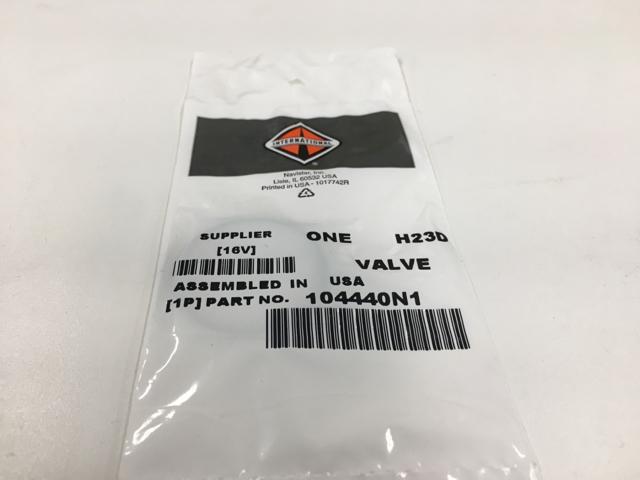 INTERNATIONAL
®
Navistar, Inc.
Lisle, IL 60532 USA
Printed in USA - 1017742R
SUPPLIER ONE H23D
[16V]
VALVE
ASSEMBLED IN USA
[1P] PART NO. 104440N1